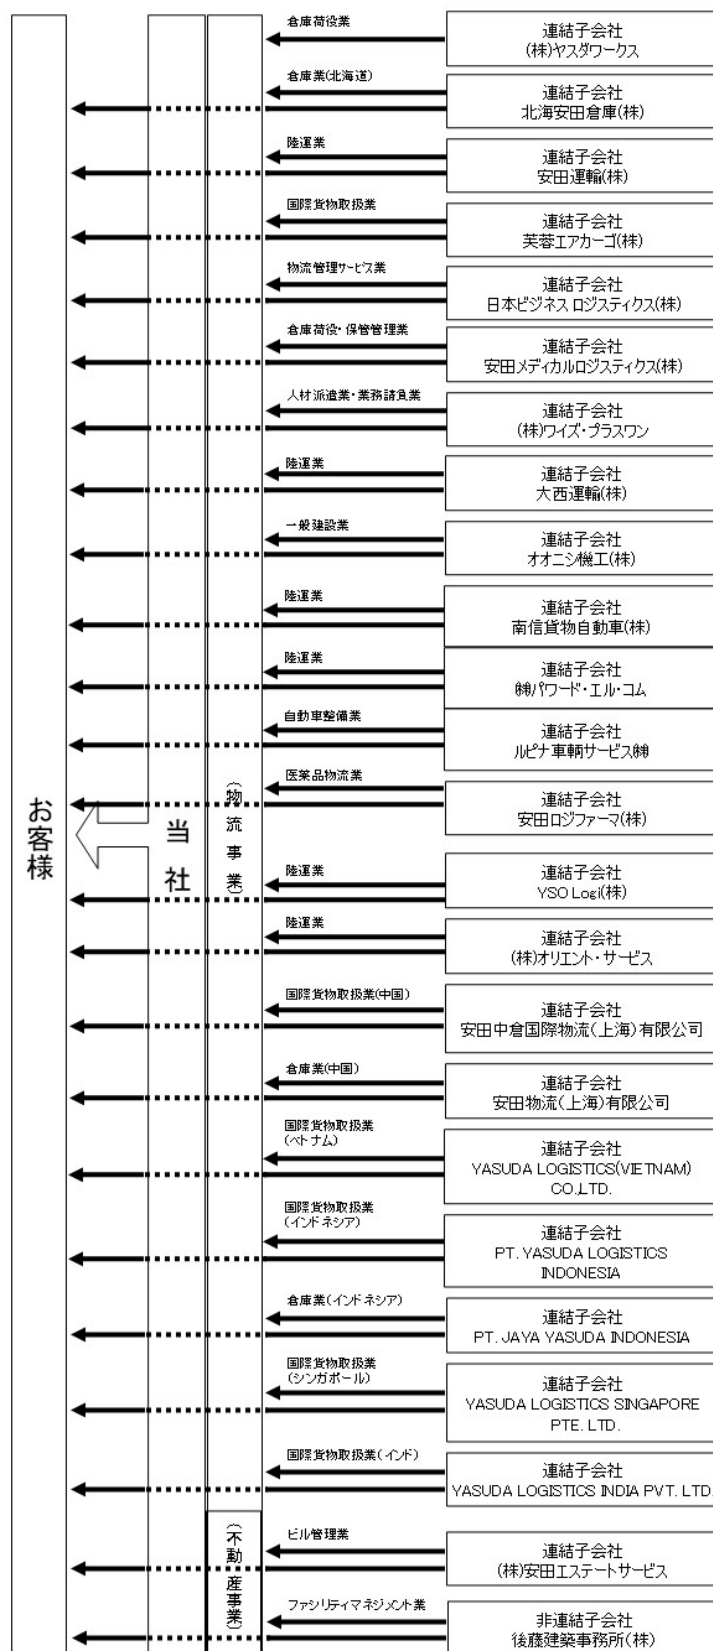 倉庫荷役業
連結子会社
(株)ヤスダワークス
倉庫業(北海道)
連結子会社
北海安田倉庫(株)
陸運業
連結子会社
安田運輸(株)
国際貨物取扱業
連結子会社
芙蓉エアカーゴ(株)
物流管理サービス業
連結子会社
日本ビジネス ロジスティクス(株)
倉庫荷役・保管管理業
連結子会社
安田メディカルロジスティクス(株)
人材派遣業・業務請負業
連結子会社
(株)ワイズ・プラスワン
陸運業
連結子会社
大西運輸(株)
一般建設業
連結子会社
オオニシ機工(株)
陸運業
連結子会社
南信貨物自動車(株)
陸運業
連結子会社
㈱パワード・エル・コム
自動車整備業
連結子会社
ルピナ車輌サービス㈱
医薬品物流業
連結子会社
安田ロジファーマ(株)
お客様
当社
(物流事業)
陸運業
連結子会社
YSO Logi(株)
陸運業
連結子会社
(株)オリエント・サービス
国際貨物取扱業(中国)
連結子会社
安田中倉国際物流(上海)有限公司
倉庫業(中国)
連結子会社
安田物流(上海)有限公司
国際貨物取扱業
(ベトナム)
連結子会社
YASUDA LOGISTICS(VIETNAM)
CO.,LTD.
国際貨物取扱業
(インドネシア)
連結子会社
PT. YASUDA LOGISTICS
INDONESIA
倉庫業(インドネシア)
連結子会社
PT. JAYA YASUDA INDONESIA
国際貨物取扱業
(シンガポール)
連結子会社
YASUDA LOGISTICS SINGAPORE
PTE. LTD.
国際貨物取扱業(インド)
連結子会社
YASUDA LOGISTICS INDIA PVT. LTD.
(不動産事業)
ビル管理業
連結子会社
(株)安田エステートサービス
ファシリティマネジメント業
非連結子会社
後藤建築事務所(株)